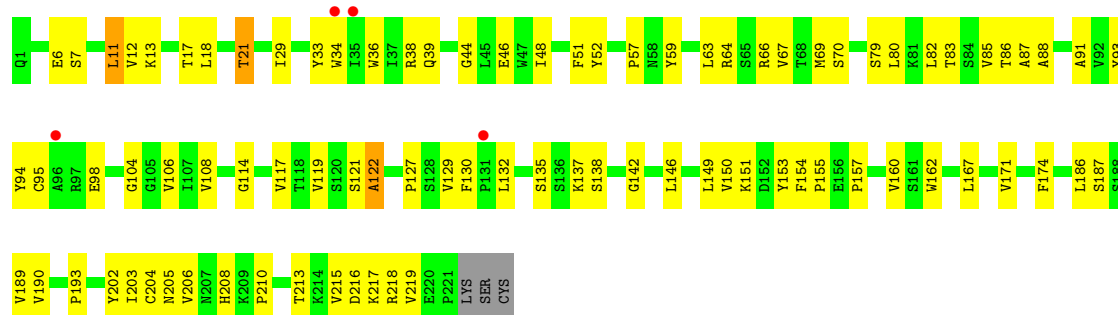 Q1 E6 S7 L11 V12 K13 T17 L18 T21 I29 Y33 W34 I35 W36 I37 R38 Q39 G44 L45 E46 W47 I48 F51 Y52 P57 N58 Y59 L63 R64 S65 R66 V67 T68 M69 S70 S79 L80 K81 L82 T83 S84 V85 T86 A87 A88 A91 V92
Y94 C95 A96 R97 E98 G104 G105 V106 I107 V108 G114 V117 T118 V119 S120 S121 A122 P127 S128 V129 F130 P131 L132 S135 S136 K137 S138 G142 L146 L149 V150 K151 D152 Y153 F154 P155 E156 P157 V160 S161 W162 L167 V171 F174 L186 S187
V189 V190 P193 Y202 I203 C204 N205 V206 N207 H208 K209 P210 T213 K214 V215 D216 K217 R218 V219 E220 P221 LYS SER CYS